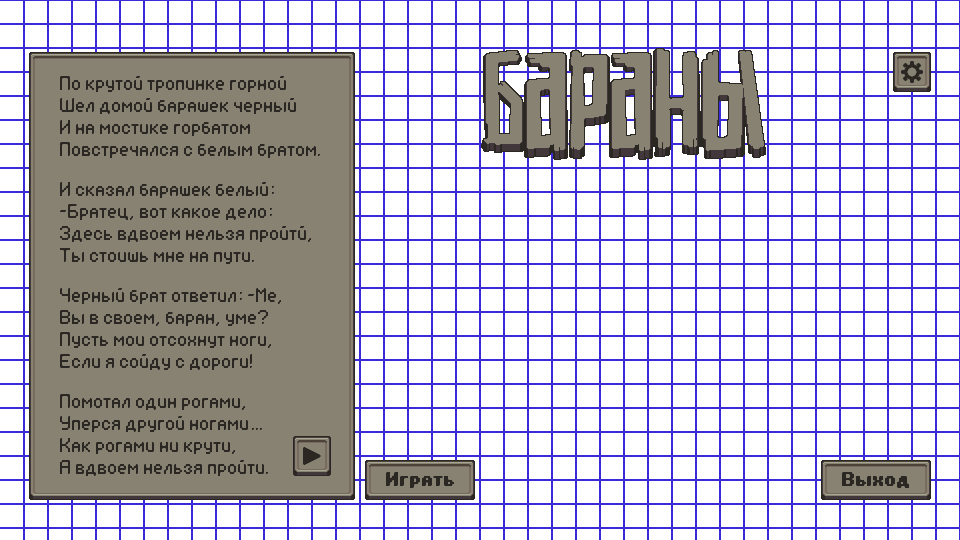 По крутой тропинке горной
Шел домой барашек черный
И на мостике горбатом
Повстречался с белым братом.
И сказал барашек белый:
-Братец, вот какое дело:
Здесь вдвоем нельзя пройти,
Ты стоишь мне на пути.
Черный брат ответил: -Ме,
Вы в своем, баран, уме?
Пусть мои отсохнут ноги,
Если я сойду с дороги!
Помотал один рогами,
Уперся другой ногами...
Как рогами ни крути,
А вдвоем нельзя пройти.
Бараны
Играть
Выход